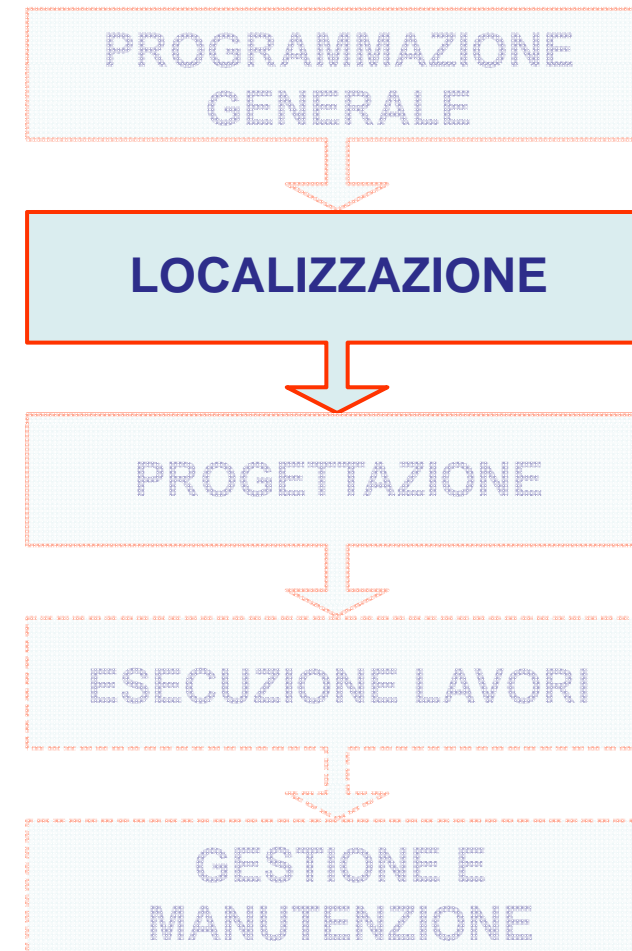 PROGRAMMAZIONE
GENERALE
LOCALIZZAZIONE
PROGETTAZIONE
ESECUZIONE LAVORI
GESTIONE E
MANUTENZIONE